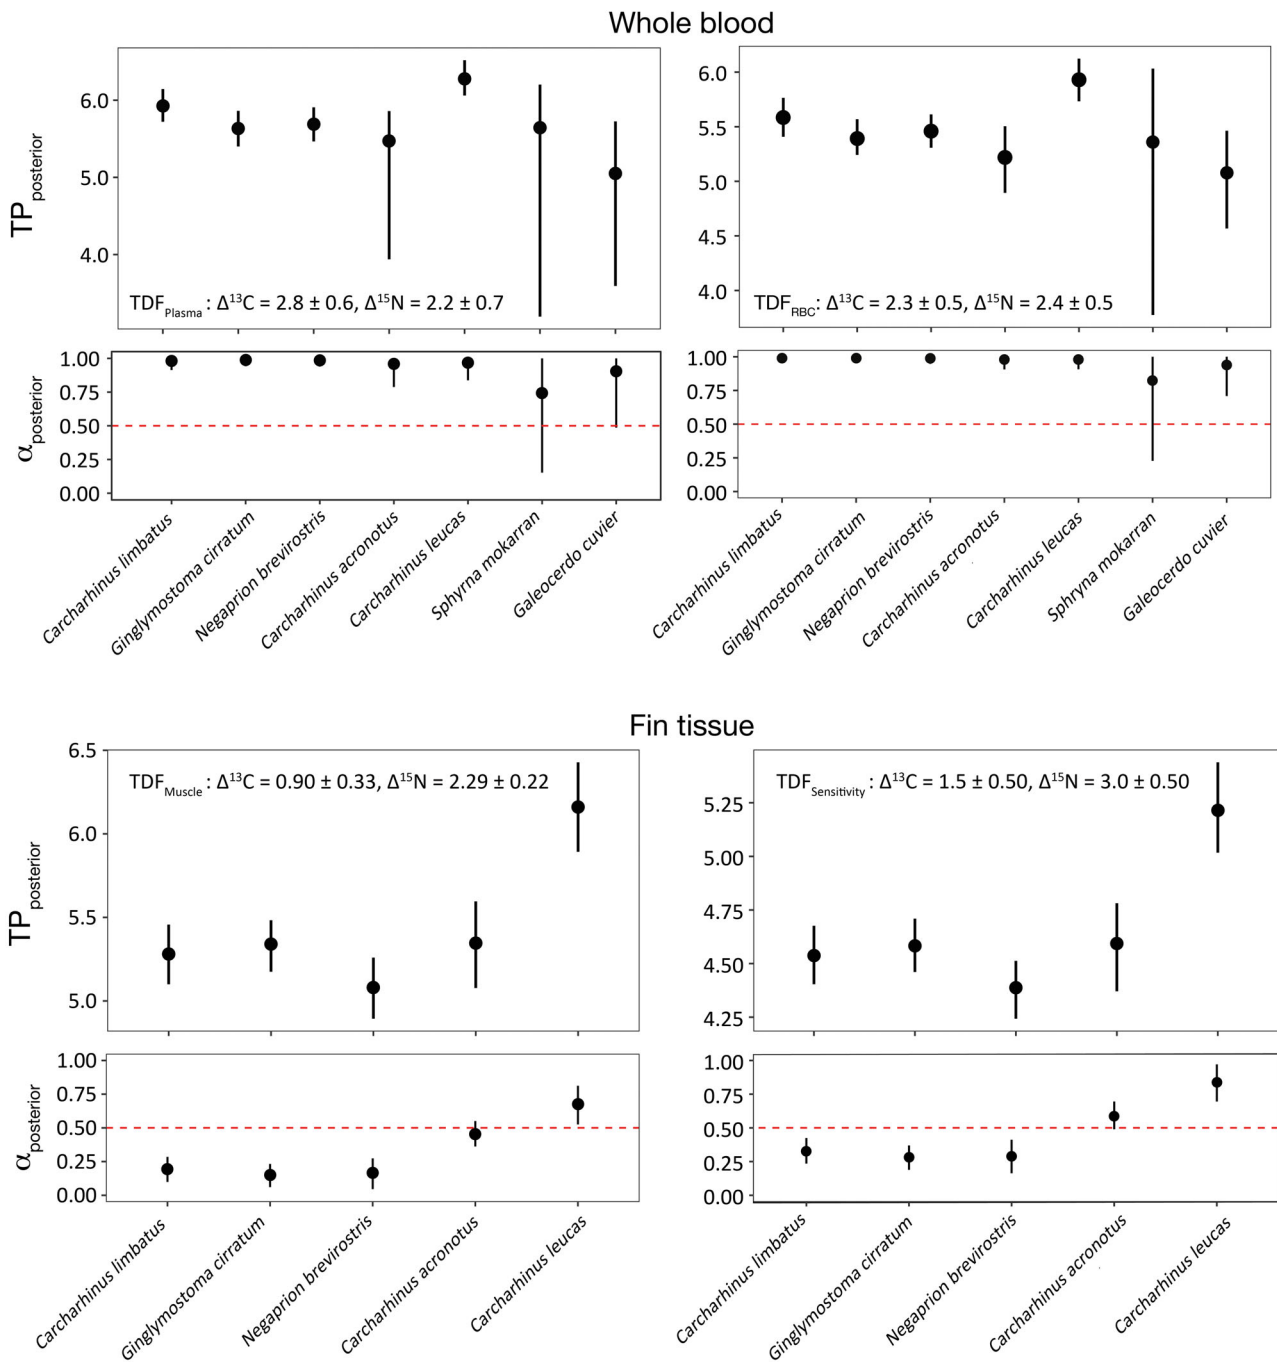 Whole blood
TPposterior
6.0
5.0
4.0
TDFPlasma : Δ13C = 2.8 ± 0.6, Δ15N = 2.2 ± 0.7
6.0
5.5
5.0
4.5
4.0
TDFRBC: Δ13C = 2.3 ± 0.5, Δ15N = 2.4 ± 0.5
αposterior
1.00
0.75
0.50
0.25
0.00
1.00
0.75
0.50
0.25
0.00
Carcharhinus limbatus
Ginglymostoma cirratum
Negaprion brevirostris
Carcharhinus acronotus
Carcharhinus leucas
Sphyrna mokarran
Galeocerdo cuvier
Carcharhinus limbatus
Ginglymostoma cirratum
Negaprion brevirostris
Carcharhinus acronotus
Carcharhinus leucas
Sphryna mokarran
Galeocerdo cuvier
Fin tissue
TPposterior
6.5
6.0
5.5
5.0
TDFMuscle : Δ13C = 0.90 ± 0.33, Δ15N = 2.29 ± 0.22
5.25
5.00
4.75
4.50
4.25
TDFSensitivity : Δ13C = 1.5 ± 0.50, Δ15N = 3.0 ± 0.50
αposterior
1.00
0.75
0.50
0.25
0.00
1.00
0.75
0.50
0.25
0.00
Carcharhinus limbatus
Ginglymostoma cirratum
Negaprion brevirostris
Carcharhinus acronotus
Carcharhinus leucas
Carcharhinus limbatus
Ginglymostoma cirratum
Negaprion brevirostris
Carcharhinus acronotus
Carcharhinus leucas